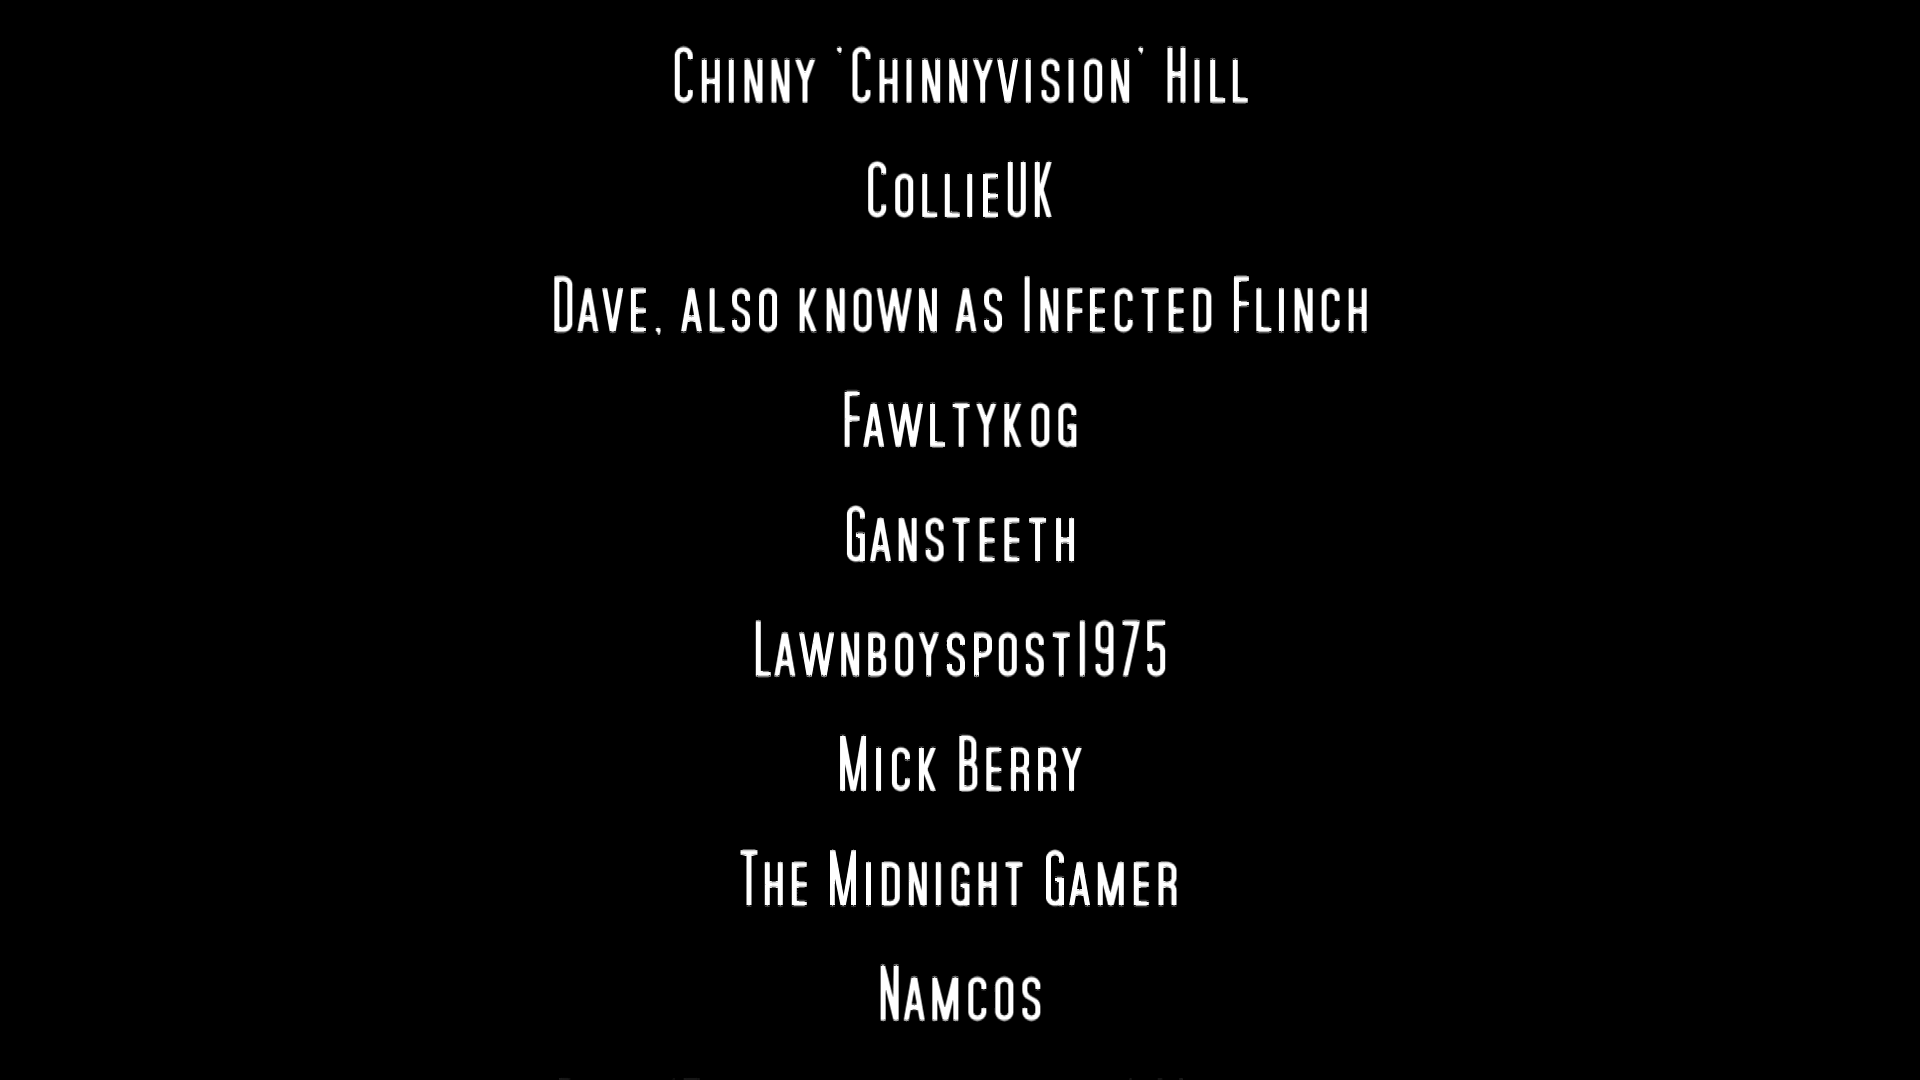 Chinny 'Chinnyvision' Hill
CollieUK
Dave, also known as Infected Flinch
Fawltykog
Gansteeth
Lawnboyspost1975
Mick Berry
The Midnight Gamer
Namcos